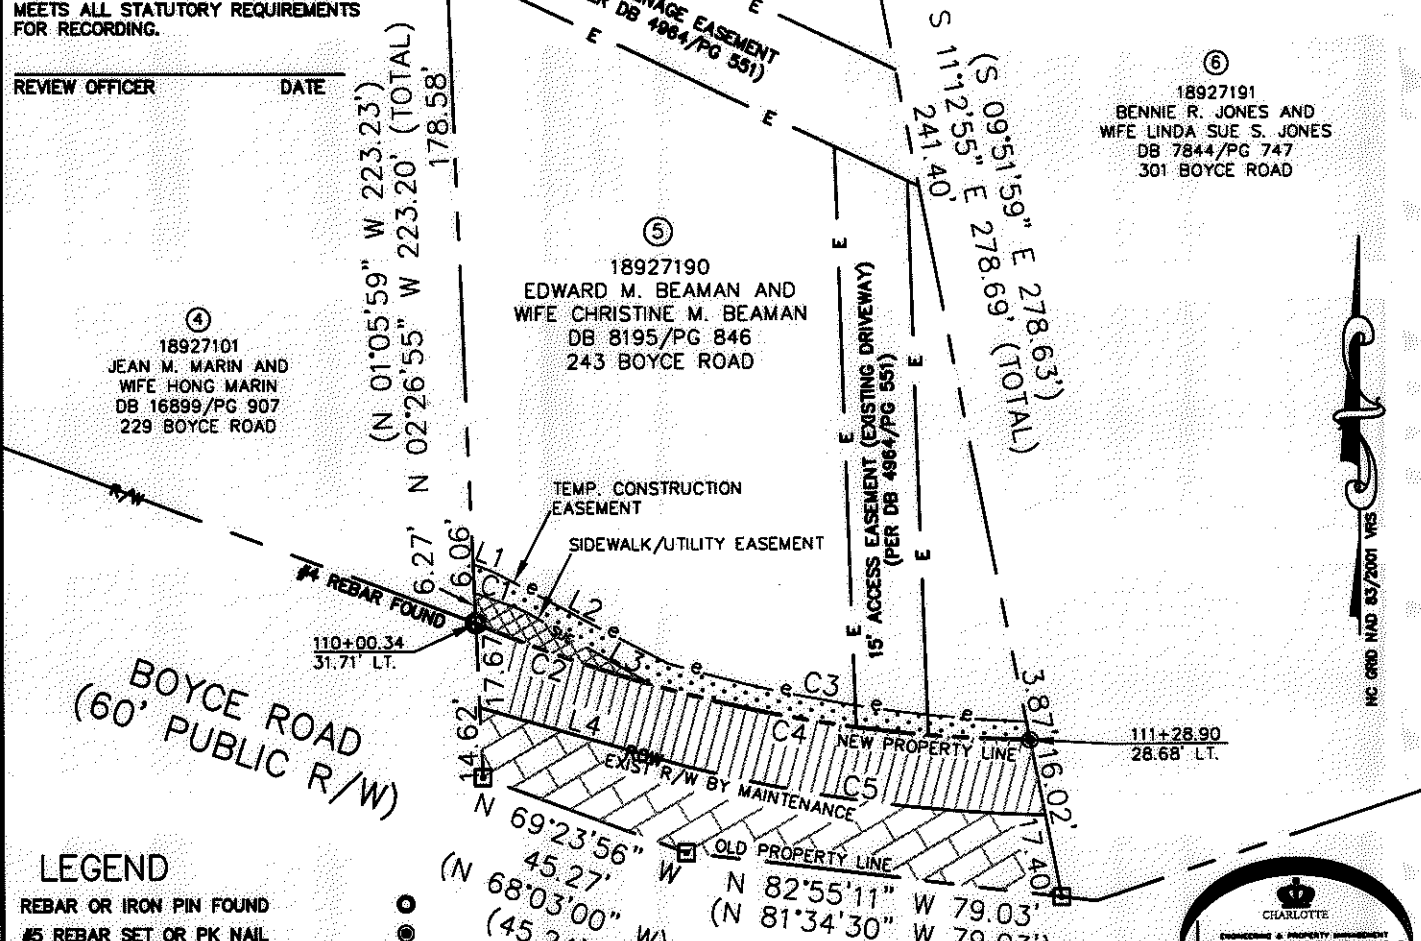 MEETS ALL STATUTORY REQUIREMENTS
FOR RECORDING.
REVIEW OFFICER DATE
(N 01°05'59" W 223.23')
N 02°26'55" W 223.20' (TOTAL)
178.58'
NAGE EASEMENT
ER DB 4964/PG 551)
E
E
E
S 11°12'55" E 278.69' (TOTAL)
241.40'
(S 09°51'59" E 278.63')
6
18927191
BENNIE R. JONES AND
WIFE LINDA SUE S. JONES
DB 7844/PG 747
301 BOYCE ROAD
5
18927190
EDWARD M. BEAMAN AND
WIFE CHRISTINE M. BEAMAN
DB 8195/PG 846
243 BOYCE ROAD
4
18927101
JEAN M. MARIN AND
WIFE HONG MARIN
DB 16899/PG 907
229 BOYCE ROAD
E
E
E
E
E
15' ACCESS EASEMENT (EXISTING DRIVEWAY)
(PER DB 4964/PG 551)
NC GRID NAD 83/2001 VRS
R/W
TEMP. CONSTRUCTION
EASEMENT
SIDEWALK/UTILITY EASEMENT
6.27'
6.06'
L1
C1
e
L2
e
e
e
e
e
#4 REBAR FOUND
110+00.34
31.71' LT.
17.67'
14.62'
C2
L3
C3
C4
L4
C5
NEW PROPERTY LINE
EXIST R/W BY MAINTENANCE
3.87'
16.02'
17.40'
111+28.90
28.68' LT.
BOYCE ROAD
(60' PUBLIC R/W)
OLD PROPERTY LINE
N 69°23'56" W
45.27'
(N 68°03'00" W)
N 82°55'11" W 79.03'
(N 81°34'30" W
LEGEND
REBAR OR IRON PIN FOUND
#5 REBAR SET OR PK NAIL
CHARLOTTE
ENGINEERING & PROPERTY MANAGEMENT